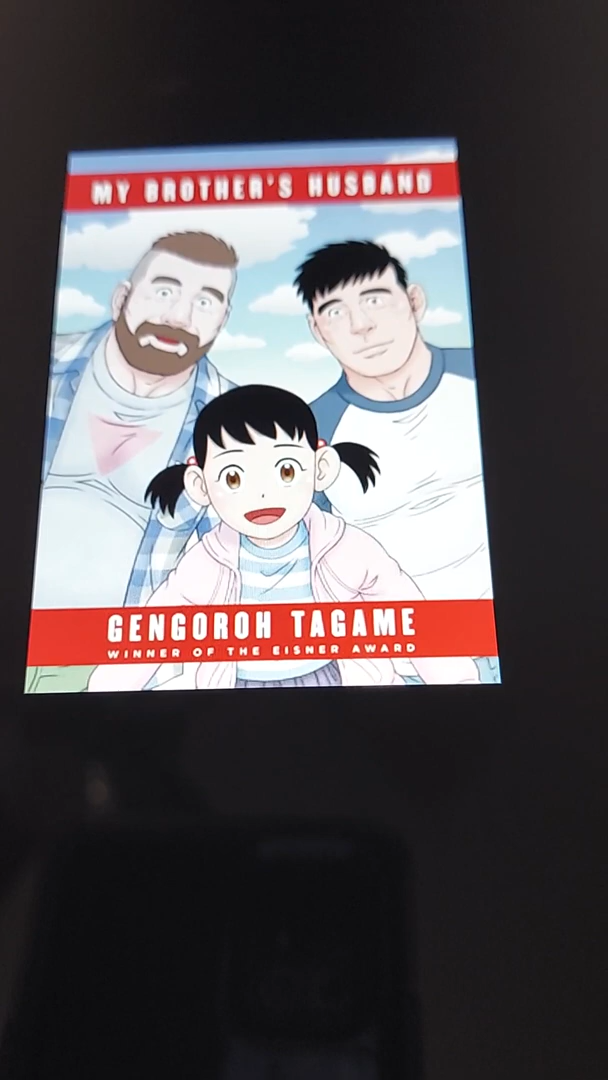 MY BROTHER'S HUSBAND
GENGOROH TAGAME
WINNER OF THE EISNER AWARD